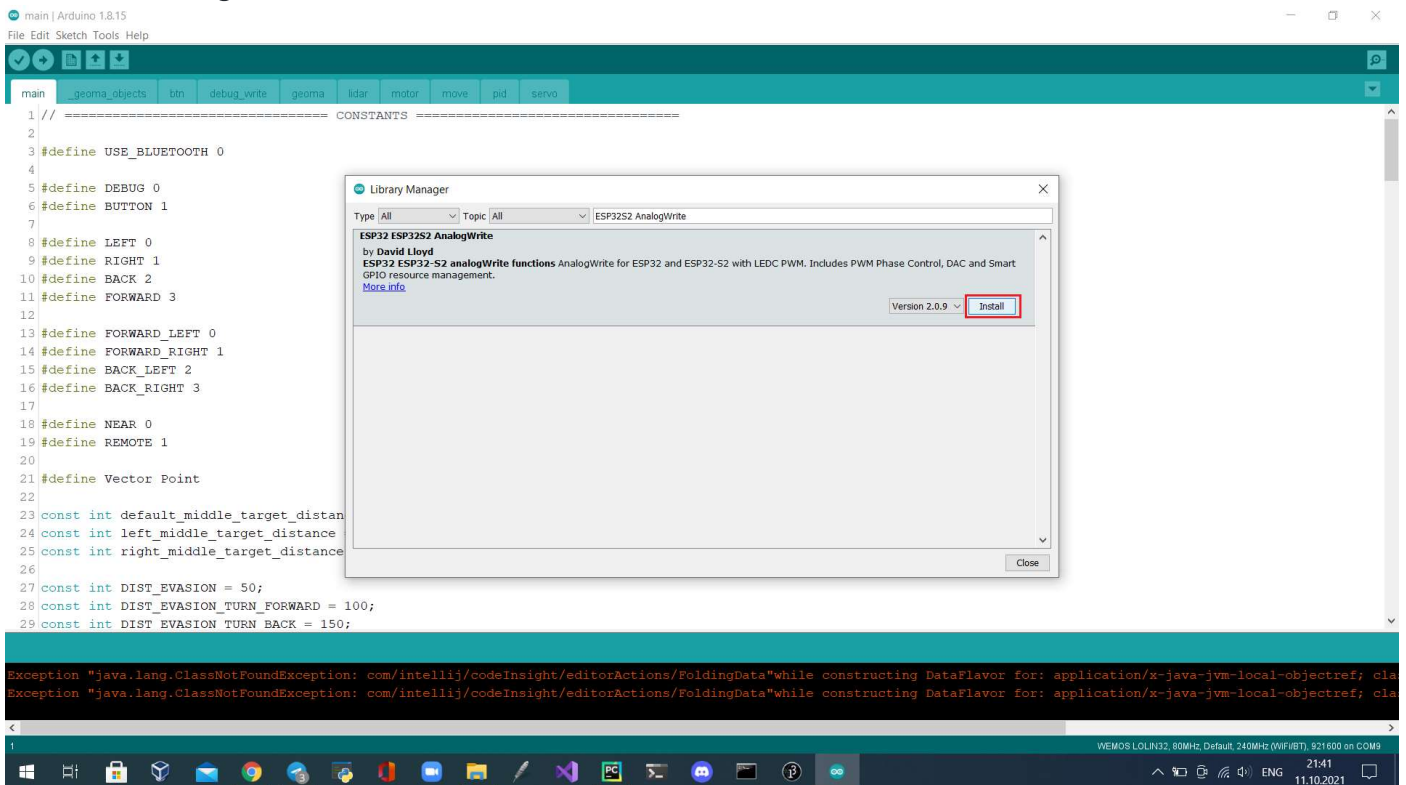 main | Arduino 1.8.15
File Edit Sketch Tools Help
main _geoma_objects btn debug_write geoma lidar motor move pid servo
1 // ================================= CONSTANTS =================================
2
3 #define USE_BLUETOOTH 0
4
5 #define DEBUG 0
6 #define BUTTON 1
7
8 #define LEFT 0
9 #define RIGHT 1
10 #define BACK 2
11 #define FORWARD 3
12
13 #define FORWARD_LEFT 0
14 #define FORWARD_RIGHT 1
15 #define BACK_LEFT 2
16 #define BACK_RIGHT 3
17
18 #define NEAR 0
19 #define REMOTE 1
20
21 #define Vector Point
22
23 const int default_middle_target_distan
24 const int left_middle_target_distance
25 const int right_middle_target_distance
26
27 const int DIST_EVASION = 50;
28 const int DIST_EVASION_TURN_FORWARD = 100;
29 const int DIST_EVASION_TURN_BACK = 150;
Library Manager
Type All Topic All ESP32S2 AnalogWrite
ESP32 ESP32S2 AnalogWrite
by David Lloyd
ESP32 ESP32-S2 analogWrite functions AnalogWrite for ESP32 and ESP32-S2 with LEDC PWM. Includes PWM Phase Control, DAC and Smart
GPIO resource management.
More info
Version 2.0.9 Install
Close
Exception "java.lang.ClassNotFoundException: com/intellij/codeInsight/editorActions/FoldingData"while constructing DataFlavor for: application/x-java-jvm-local-objectref; cla
Exception "java.lang.ClassNotFoundException: com/intellij/codeInsight/editorActions/FoldingData"while constructing DataFlavor for: application/x-java-jvm-local-objectref; cla
1 WEMOS LOLIN32, 80MHz, Default, 240MHz (WiFi/BT), 921600 on COM9
ENG 21:41
11.10.2021